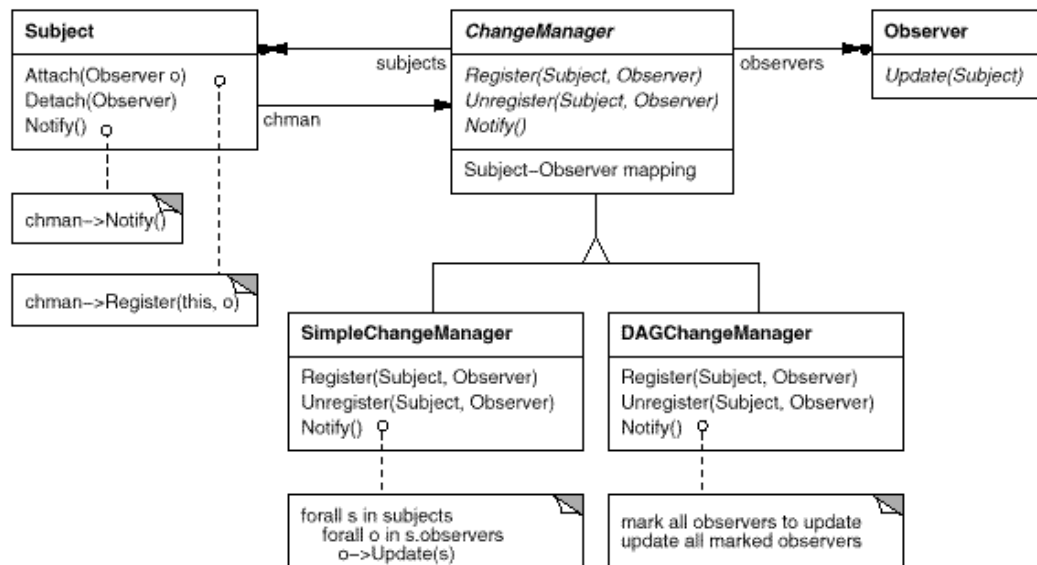 Subject
Attach(Observer o)
Detach(Observer)
Notify()
chman->Notify()
chman->Register(this, o)
subjects
chman
ChangeManager
Register(Subject, Observer)
Unregister(Subject, Observer)
Notify()
Subject-Observer mapping
observers
Observer
Update(Subject)
SimpleChangeManager
Register(Subject, Observer)
Unregister(Subject, Observer)
Notify()
forall s in subjects
forall o in s.observers
o->Update(s)
DAGChangeManager
Register(Subject, Observer)
Unregister(Subject, Observer)
Notify()
mark all observers to update
update all marked observers